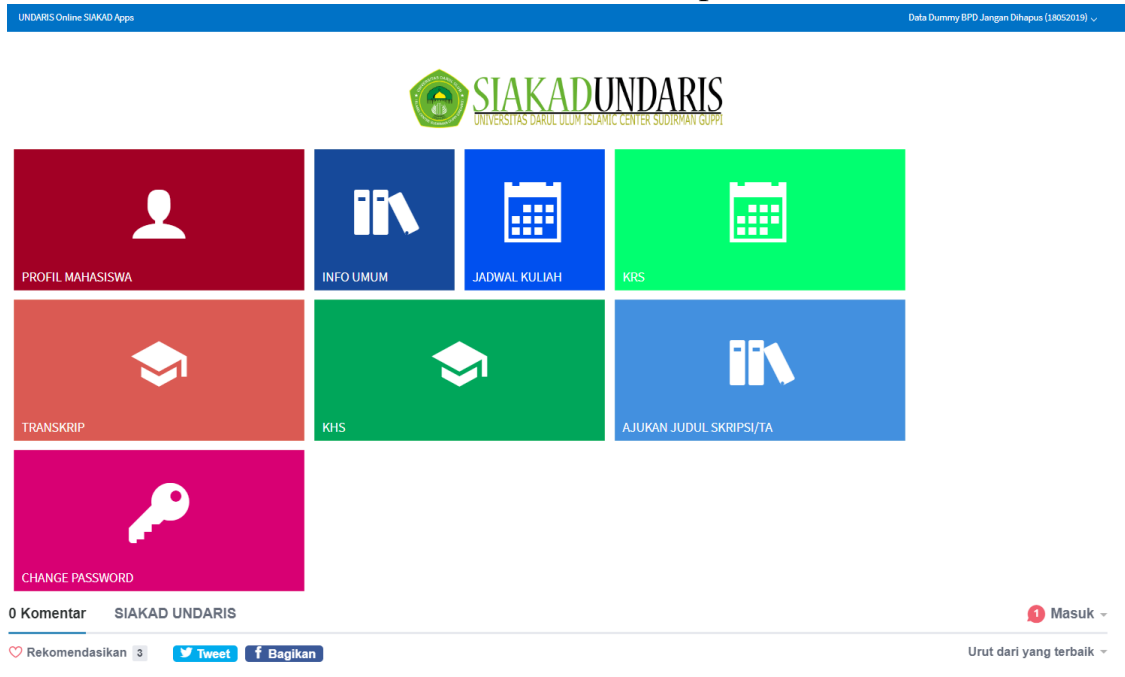 UNDARIS Online SIAKAD Apps
Data Dummy BPD Jangan Dihapus (18052019)
SIAKADUNDARIS
UNIVERSITAS DARUL ULUM ISLAMIC CENTER SUDIRMAN GUPPI
PROFIL MAHASISWA
INFO UMUM
JADWAL KULIAH
KRS
TRANSKRIP
KHS
AJUKAN JUDUL SKRIPSI/TA
CHANGE PASSWORD
0 Komentar
SIAKAD UNDARIS
1 Masuk
Rekomendasikan 3
Tweet
f Bagikan
Urut dari yang terbaik